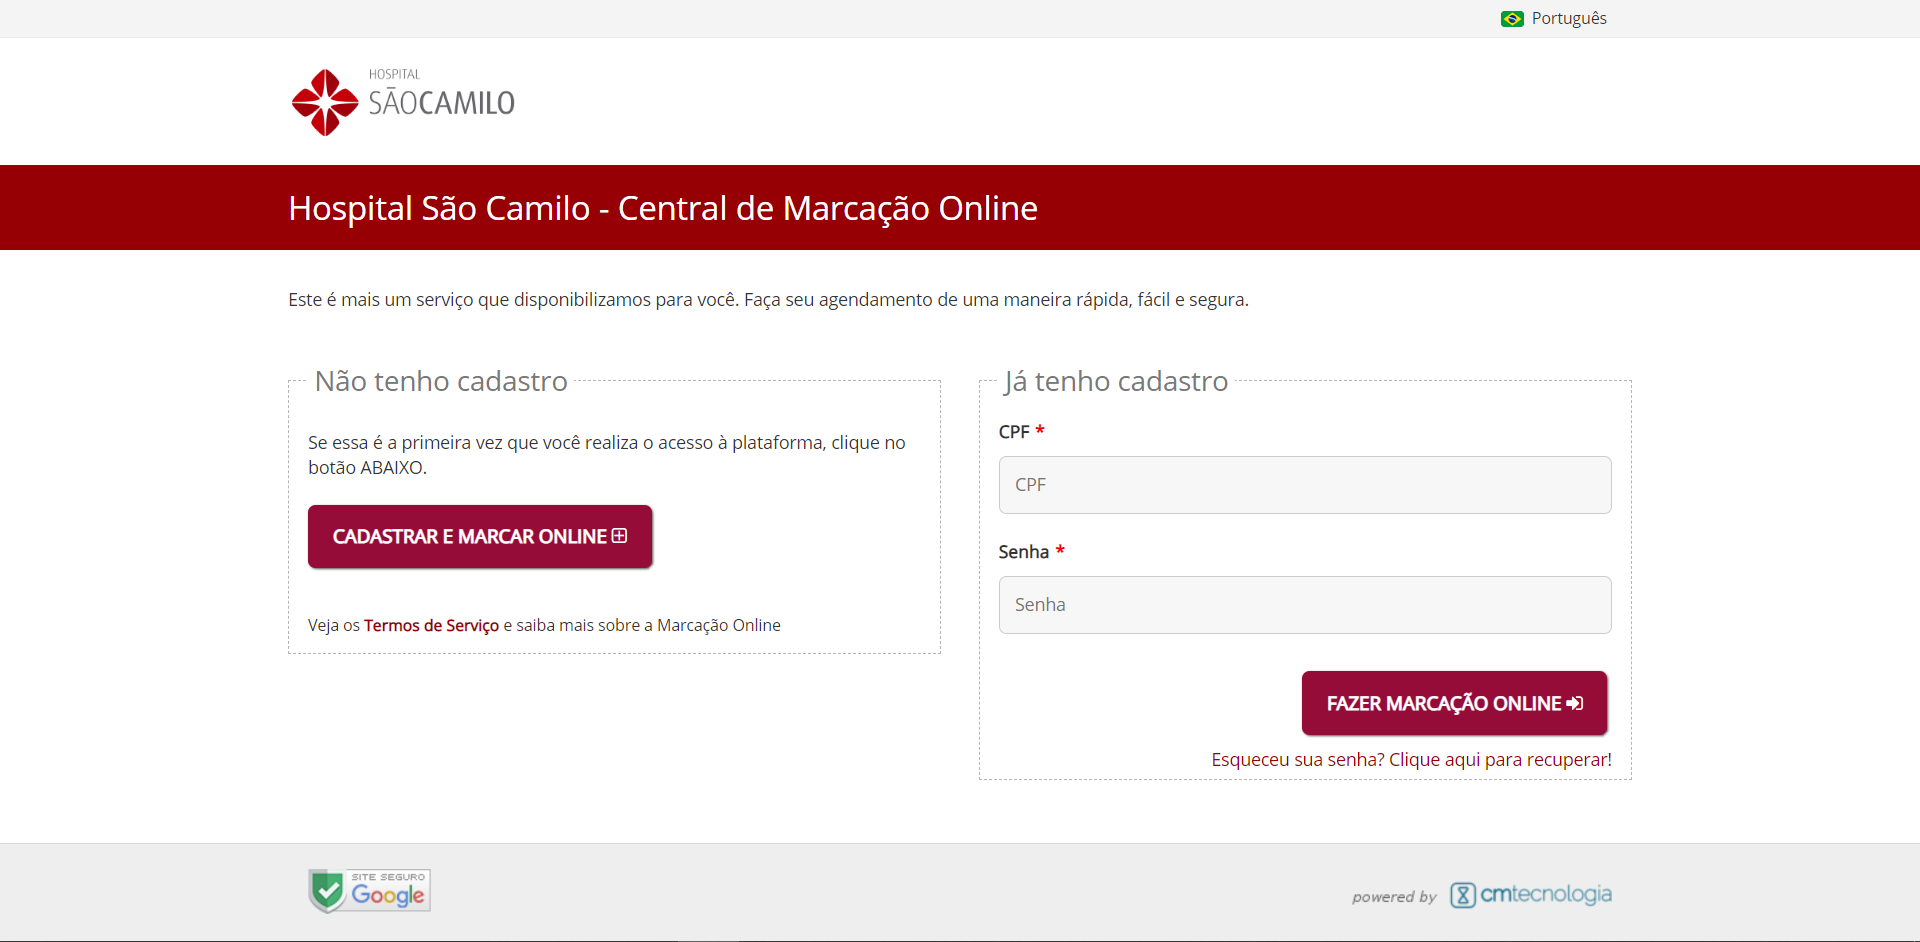 Português
HOSPITAL
SÃOCAMILO
Hospital São Camilo - Central de Marcação Online
Este é mais um serviço que disponibilizamos para você. Faça seu agendamento de uma maneira rápida, fácil e segura.
Não tenho cadastro
Se essa é a primeira vez que você realiza o acesso à plataforma, clique no
botão ABAIXO.
CADASTRAR E MARCAR ONLINE
Veja os Termos de Serviço e saiba mais sobre a Marcação Online
Já tenho cadastro
CPF *
CPF
Senha *
Senha
FAZER MARCAÇÃO ONLINE
Esqueceu sua senha? Clique aqui para recuperar!
SITE SEGURO
Google
powered by cmtecnologia